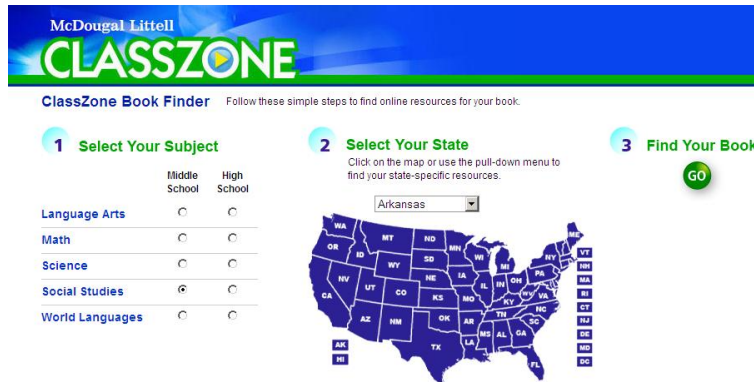 McDougal Littell
CLASSZONE
ClassZone Book Finder Follow these simple steps to find online resources for your book.
1 Select Your Subject
Middle School High School
Language Arts
Math
Science
Social Studies
World Languages
2 Select Your State
Click on the map or use the pull-down menu to
find your state-specific resources.
Arkansas
WA
OR
CA
ID
NV
MT
WY
UT
AZ
CO
NM
ND
SD
NE
KS
OK
TX
MN
IA
MO
AR
LA
WI
IL
MI
IN
OH
KY
TN
MS
AL
GA
FL
SC
NC
VA
WV
PA
NY
ME
VT
NH
MA
RI
CT
NJ
DE
MD
DC
AK
HI
3 Find Your Book
GO